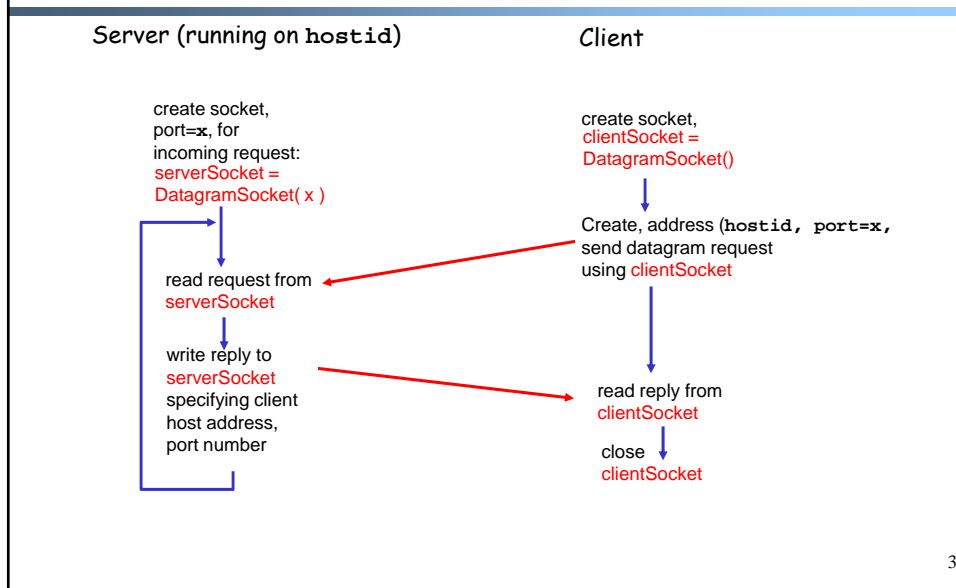 Server (running on hostid)
Client
create socket,
port=x, for
incoming request:
serverSocket =
DatagramSocket( x )
read request from
serverSocket
write reply to
serverSocket
specifying client
host address,
port number
create socket,
clientSocket =
DatagramSocket()
Create, address (hostid, port=x,
send datagram request
using clientSocket
read reply from
clientSocket
close
clientSocket
3